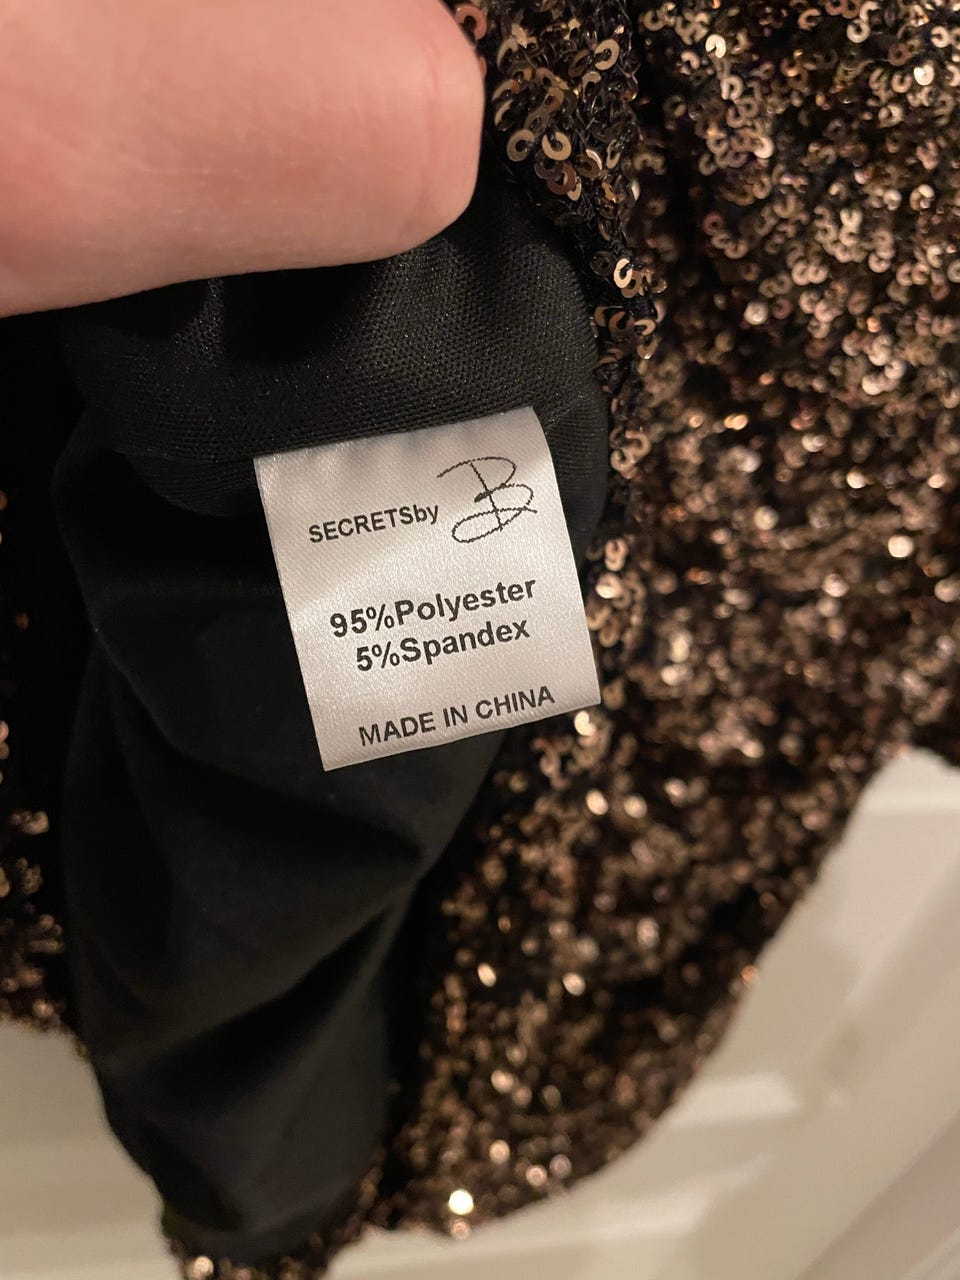 SECRETSby B
95%Polyester
5%Spandex
MADE IN CHINA